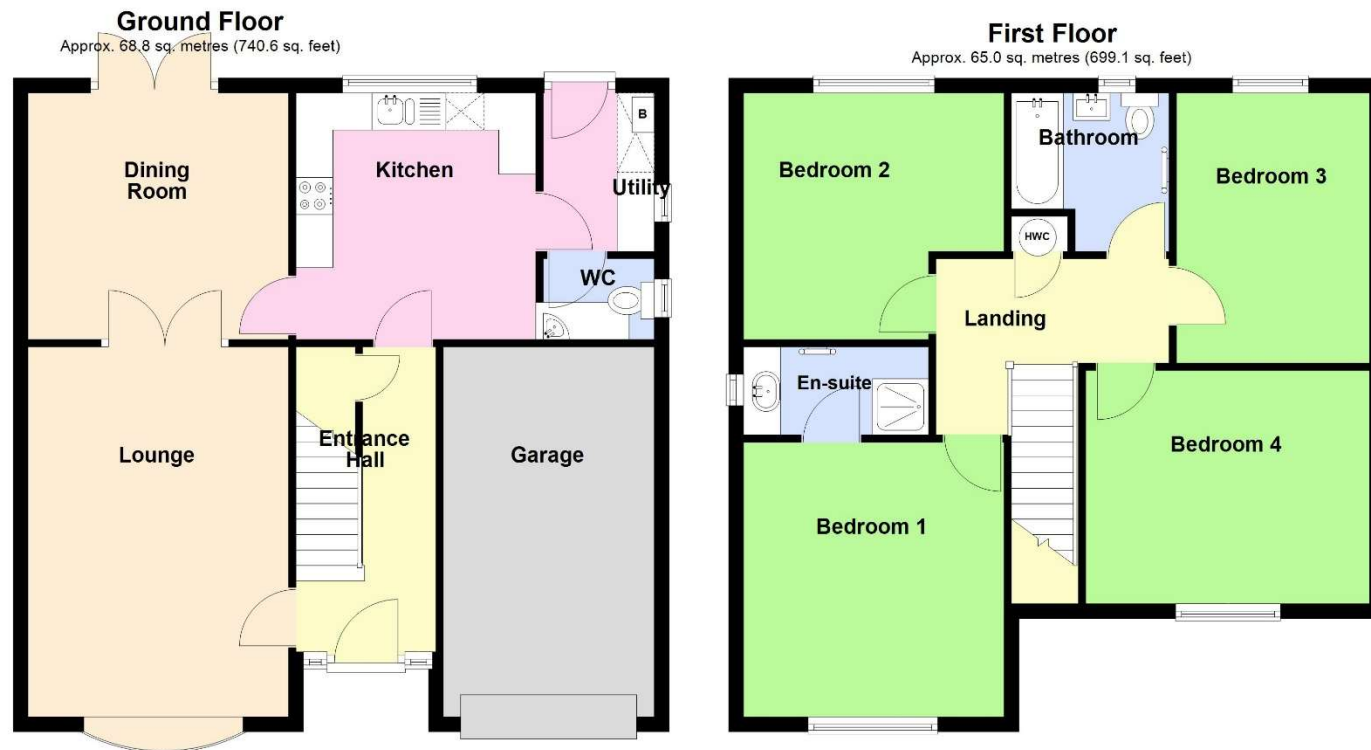 Ground Floor
Approx. 68.8 sq. metres (740.6 sq. feet)
Dining
Room
Kitchen
B
Utility
WC
Lounge
Entrance
Hall
Garage
First Floor
Approx. 65.0 sq. metres (699.1 sq. feet)
Bedroom 2
Bathroom
Bedroom 3
HWC
Landing
En-suite
Bedroom 4
Bedroom 1